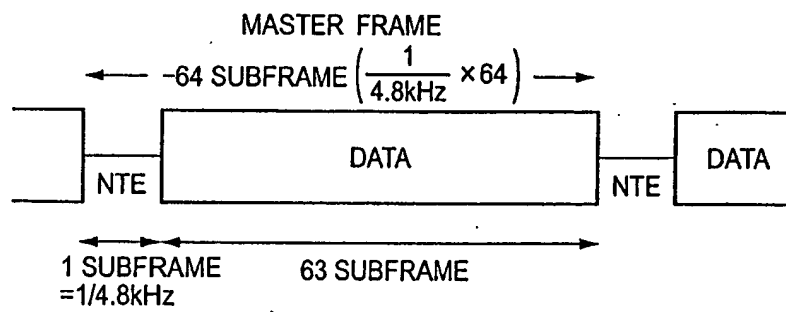 MASTER FRAME
-64 SUBFRAME (1/4.8kHz ×64)
DATA
DATA
NTE
NTE
1 SUBFRAME
=1/4.8kHz
63 SUBFRAME